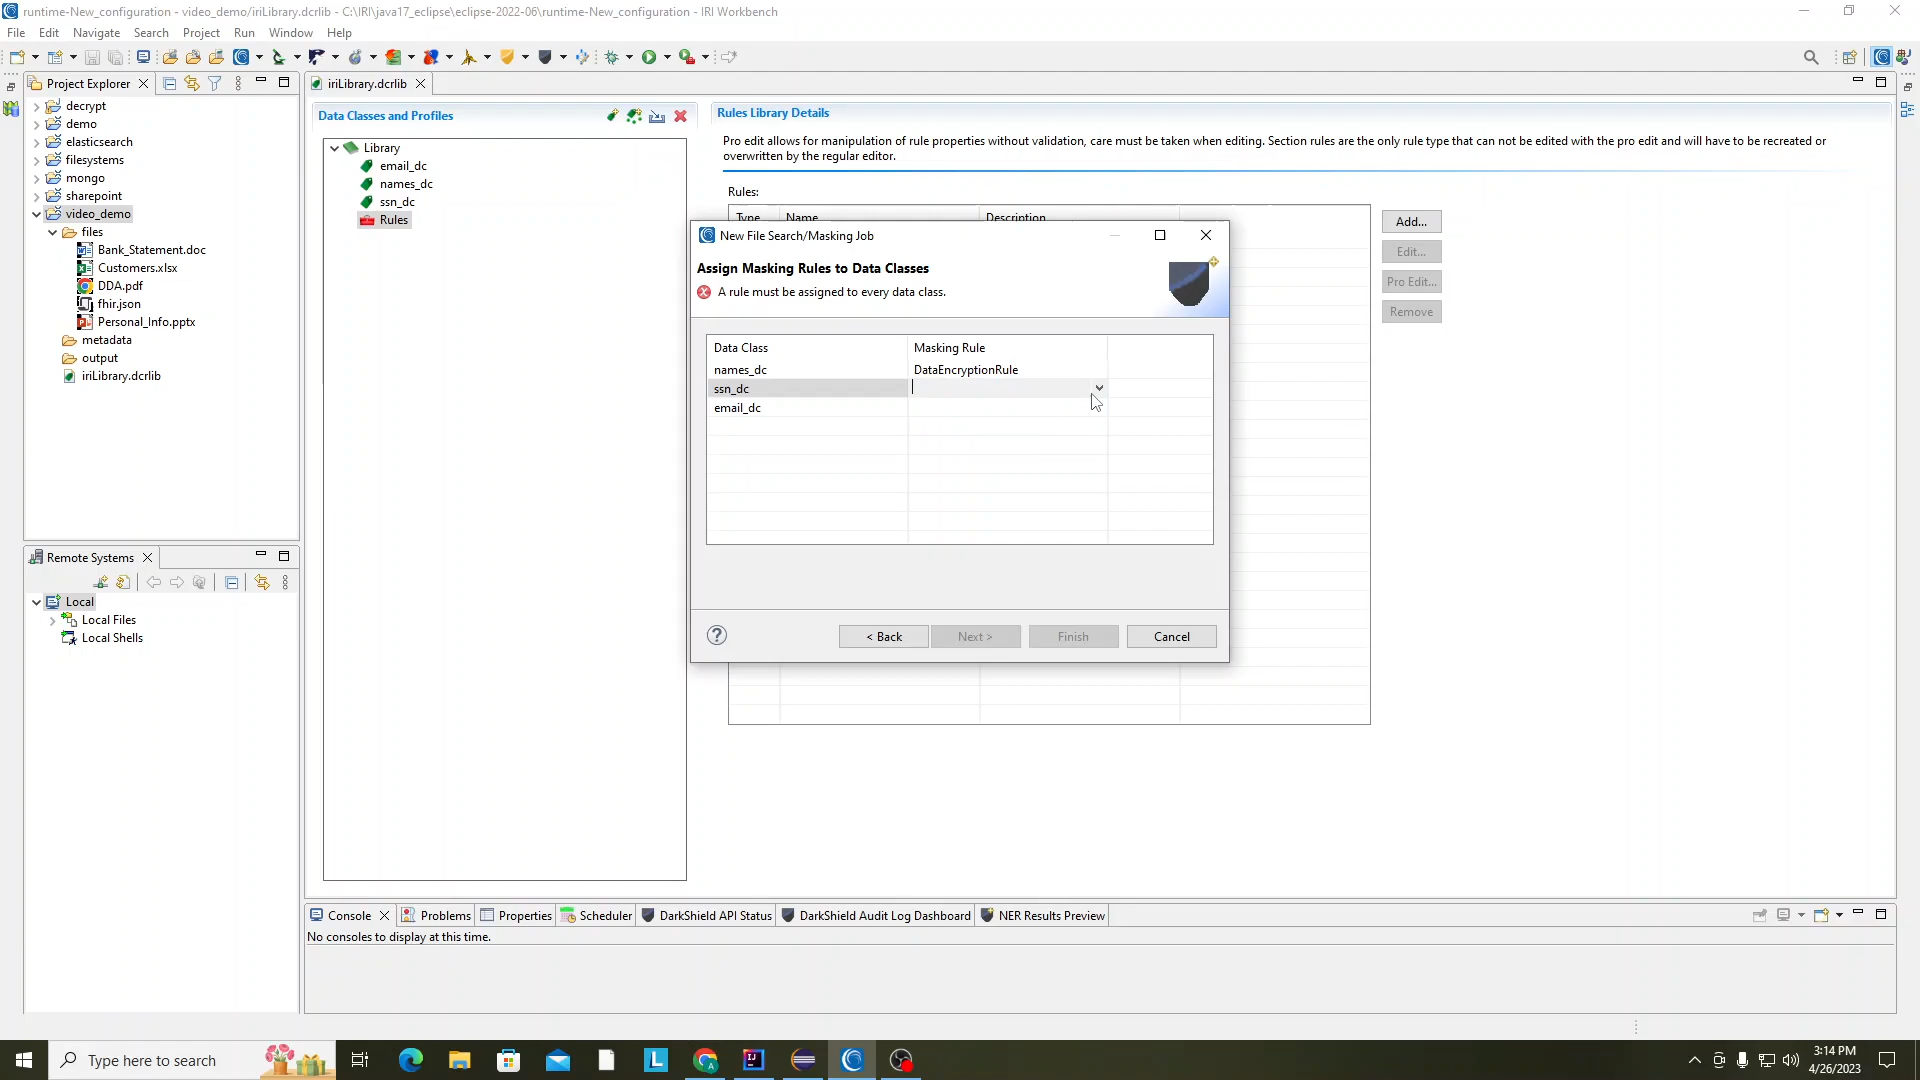 runtime-New_configuration - video_demo/iriLibrary.dcrlib - C:\IRI\java17_eclipse\eclipse-2022-06\runtime-New_configuration - IRI Workbench
File Edit Navigate Search Project Run Window Help
Project Explorer
decrypt
demo
elasticsearch
filesystems
mongo
sharepoint
video_demo
files
Bank_Statement.doc
Customers.xlsx
DDA.pdf
fhir.json
Personal_Info.pptx
metadata
output
iriLibrary.dcrlib
Remote Systems
Local
Local Files
Local Shells
iriLibrary.dcrlib
Data Classes and Profiles
Library
email_dc
names_dc
ssn_dc
Rules
Rules Library Details
Pro edit allows for manipulation of rule properties without validation, care must be taken when editing. Section rules are the only rule type that can not be edited with the pro edit and will have to be recreated or
overwritten by the regular editor.
Rules:
Type Name Description
Add...
Edit...
Pro Edit...
Remove
New File Search/Masking Job
Assign Masking Rules to Data Classes
A rule must be assigned to every data class.
Data Class Masking Rule
names_dc DataEncryptionRule
ssn_dc
email_dc
< Back Next > Finish Cancel
Console Problems Properties Scheduler DarkShield API Status DarkShield Audit Log Dashboard NER Results Preview
No consoles to display at this time.
Type here to search
3:14 PM
4/26/2023